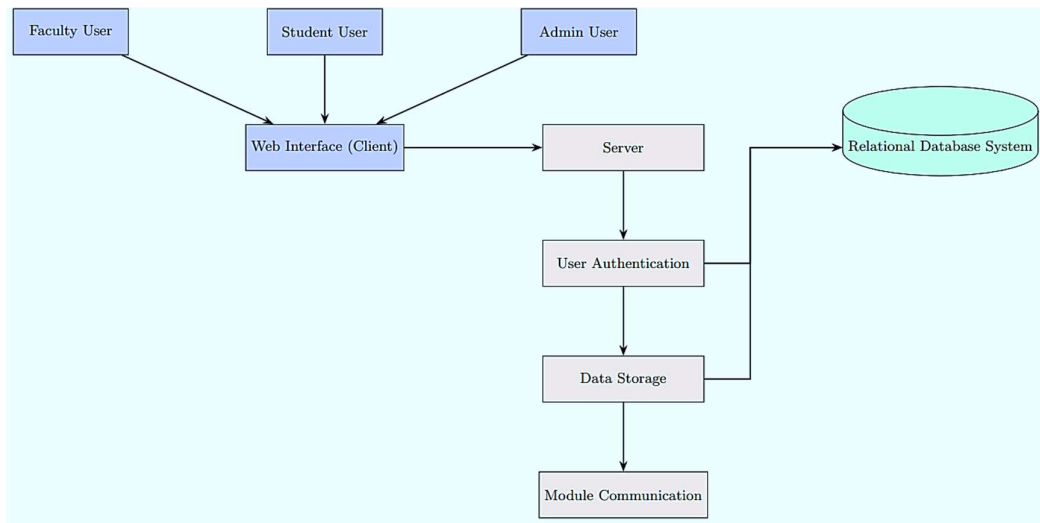 Faculty User
Student User
Admin User
Web Interface (Client)
Server
Relational Database System
User Authentication
Data Storage
Module Communication